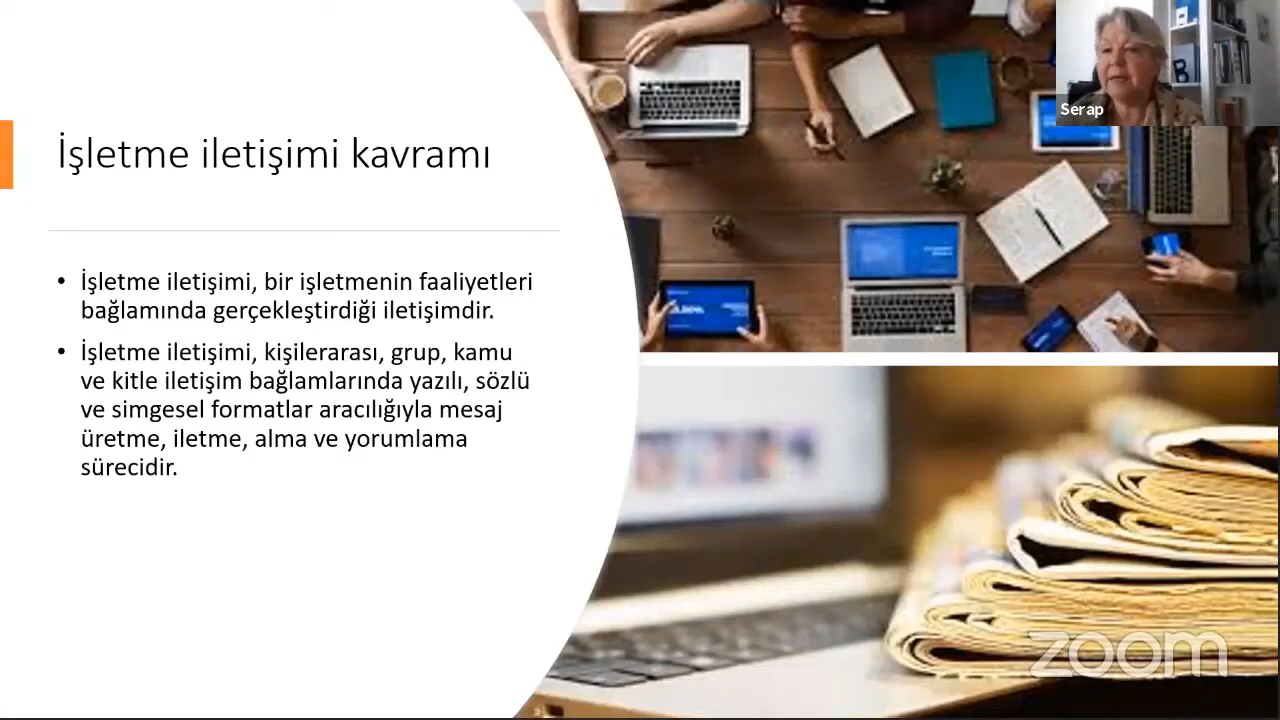 İşletme iletişimi kavramı
• İşletme iletişimi, bir işletmenin faaliyetleri
bağlamında gerçekleştirdiği iletişimdir.
• İşletme iletişimi, kişilerarası, grup, kamu
ve kitle iletişim bağlamlarında yazılı, sözlü
ve simgesel formatlar aracılığıyla mesaj
üretme, iletme, alma ve yorumlama
sürecidir.
B
Serap
zoom